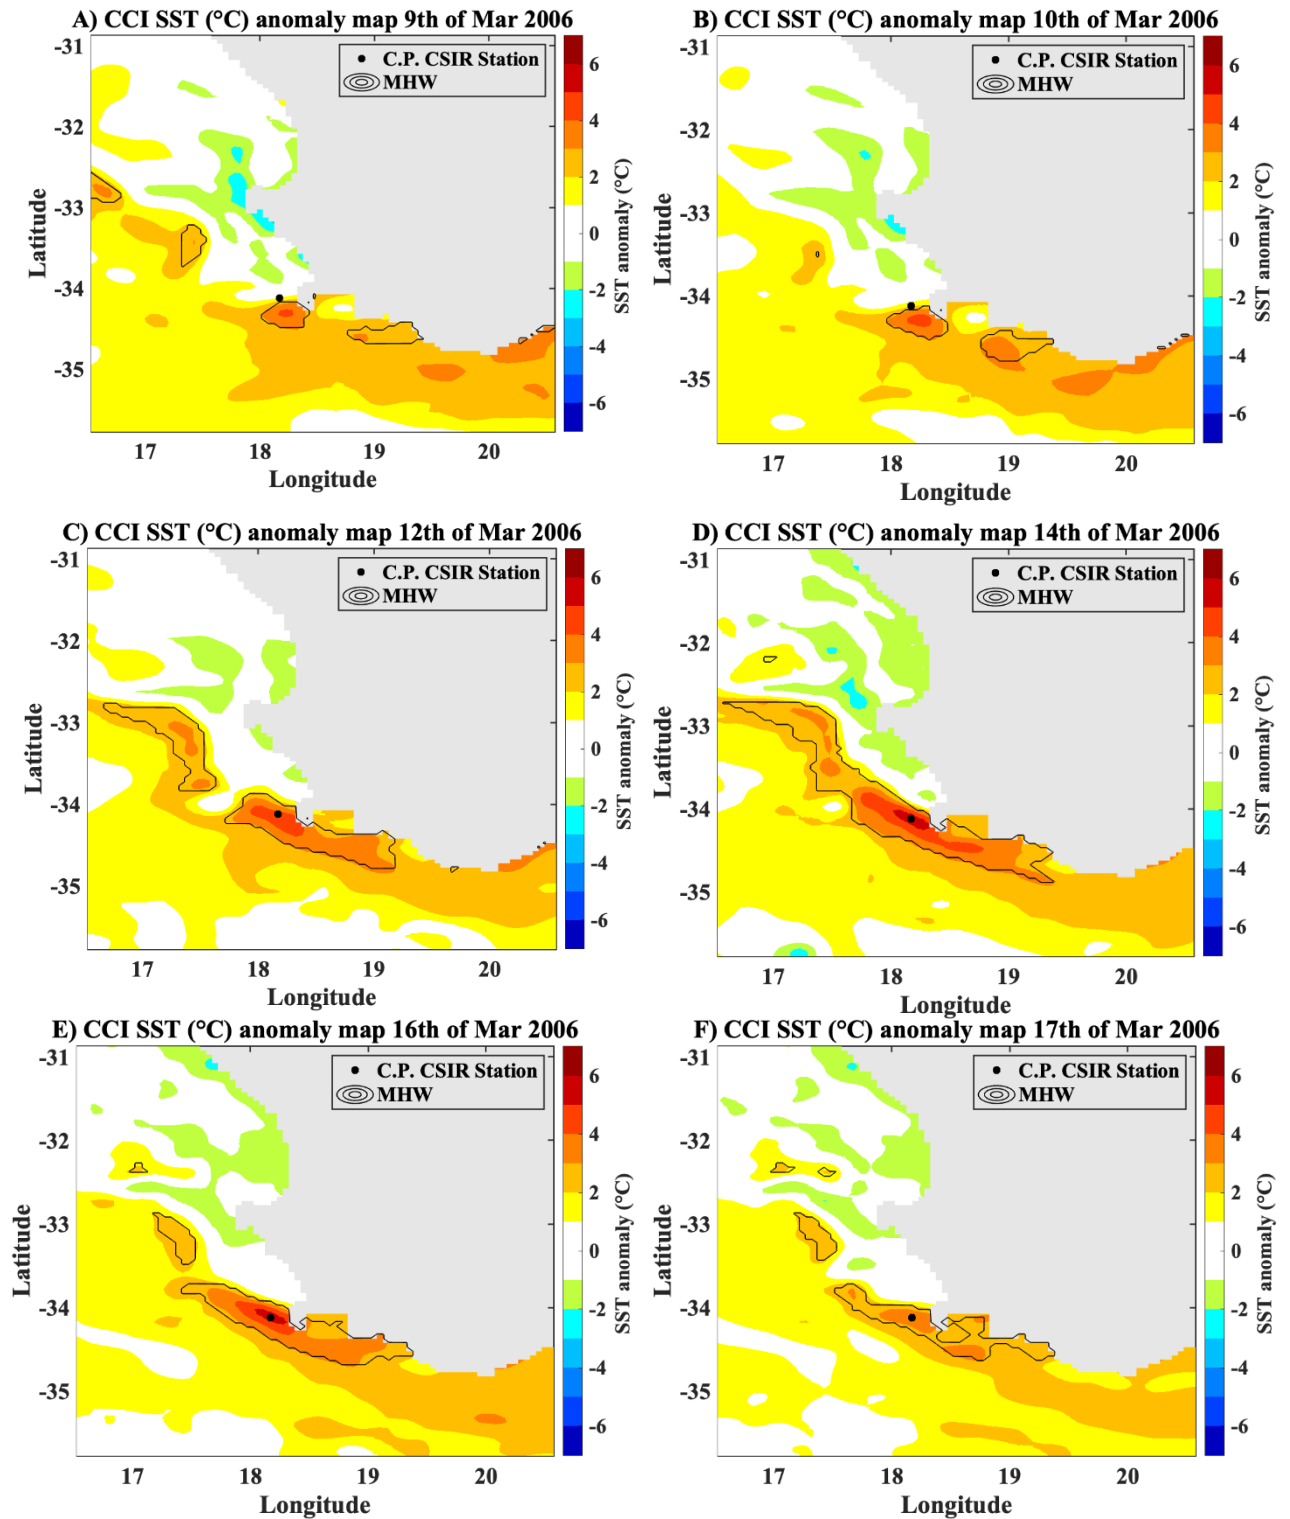 A) CCI SST (°C) anomaly map 9th of Mar 2006
C.P. CSIR Station
MHW
-31
-32
-33
-34
-35
Latitude
17
18
19
20
Longitude
6
4
2
0
-2
-4
-6
SST anomaly (°C)
B) CCI SST (°C) anomaly map 10th of Mar 2006
C.P. CSIR Station
MHW
-31
-32
-33
-34
-35
Latitude
17
18
19
20
Longitude
6
4
2
0
-2
-4
-6
SST anomaly (°C)
C) CCI SST (°C) anomaly map 12th of Mar 2006
C.P. CSIR Station
MHW
-31
-32
-33
-34
-35
Latitude
17
18
19
20
Longitude
6
4
2
0
-2
-4
-6
SST anomaly (°C)
D) CCI SST (°C) anomaly map 14th of Mar 2006
C.P. CSIR Station
MHW
-31
-32
-33
-34
-35
Latitude
17
18
19
20
Longitude
6
4
2
0
-2
-4
-6
SST anomaly (°C)
E) CCI SST (°C) anomaly map 16th of Mar 2006
C.P. CSIR Station
MHW
-31
-32
-33
-34
-35
Latitude
17
18
19
20
Longitude
6
4
2
0
-2
-4
-6
SST anomaly (°C)
F) CCI SST (°C) anomaly map 17th of Mar 2006
C.P. CSIR Station
MHW
-31
-32
-33
-34
-35
Latitude
17
18
19
20
Longitude
6
4
2
0
-2
-4
-6
SST anomaly (°C)